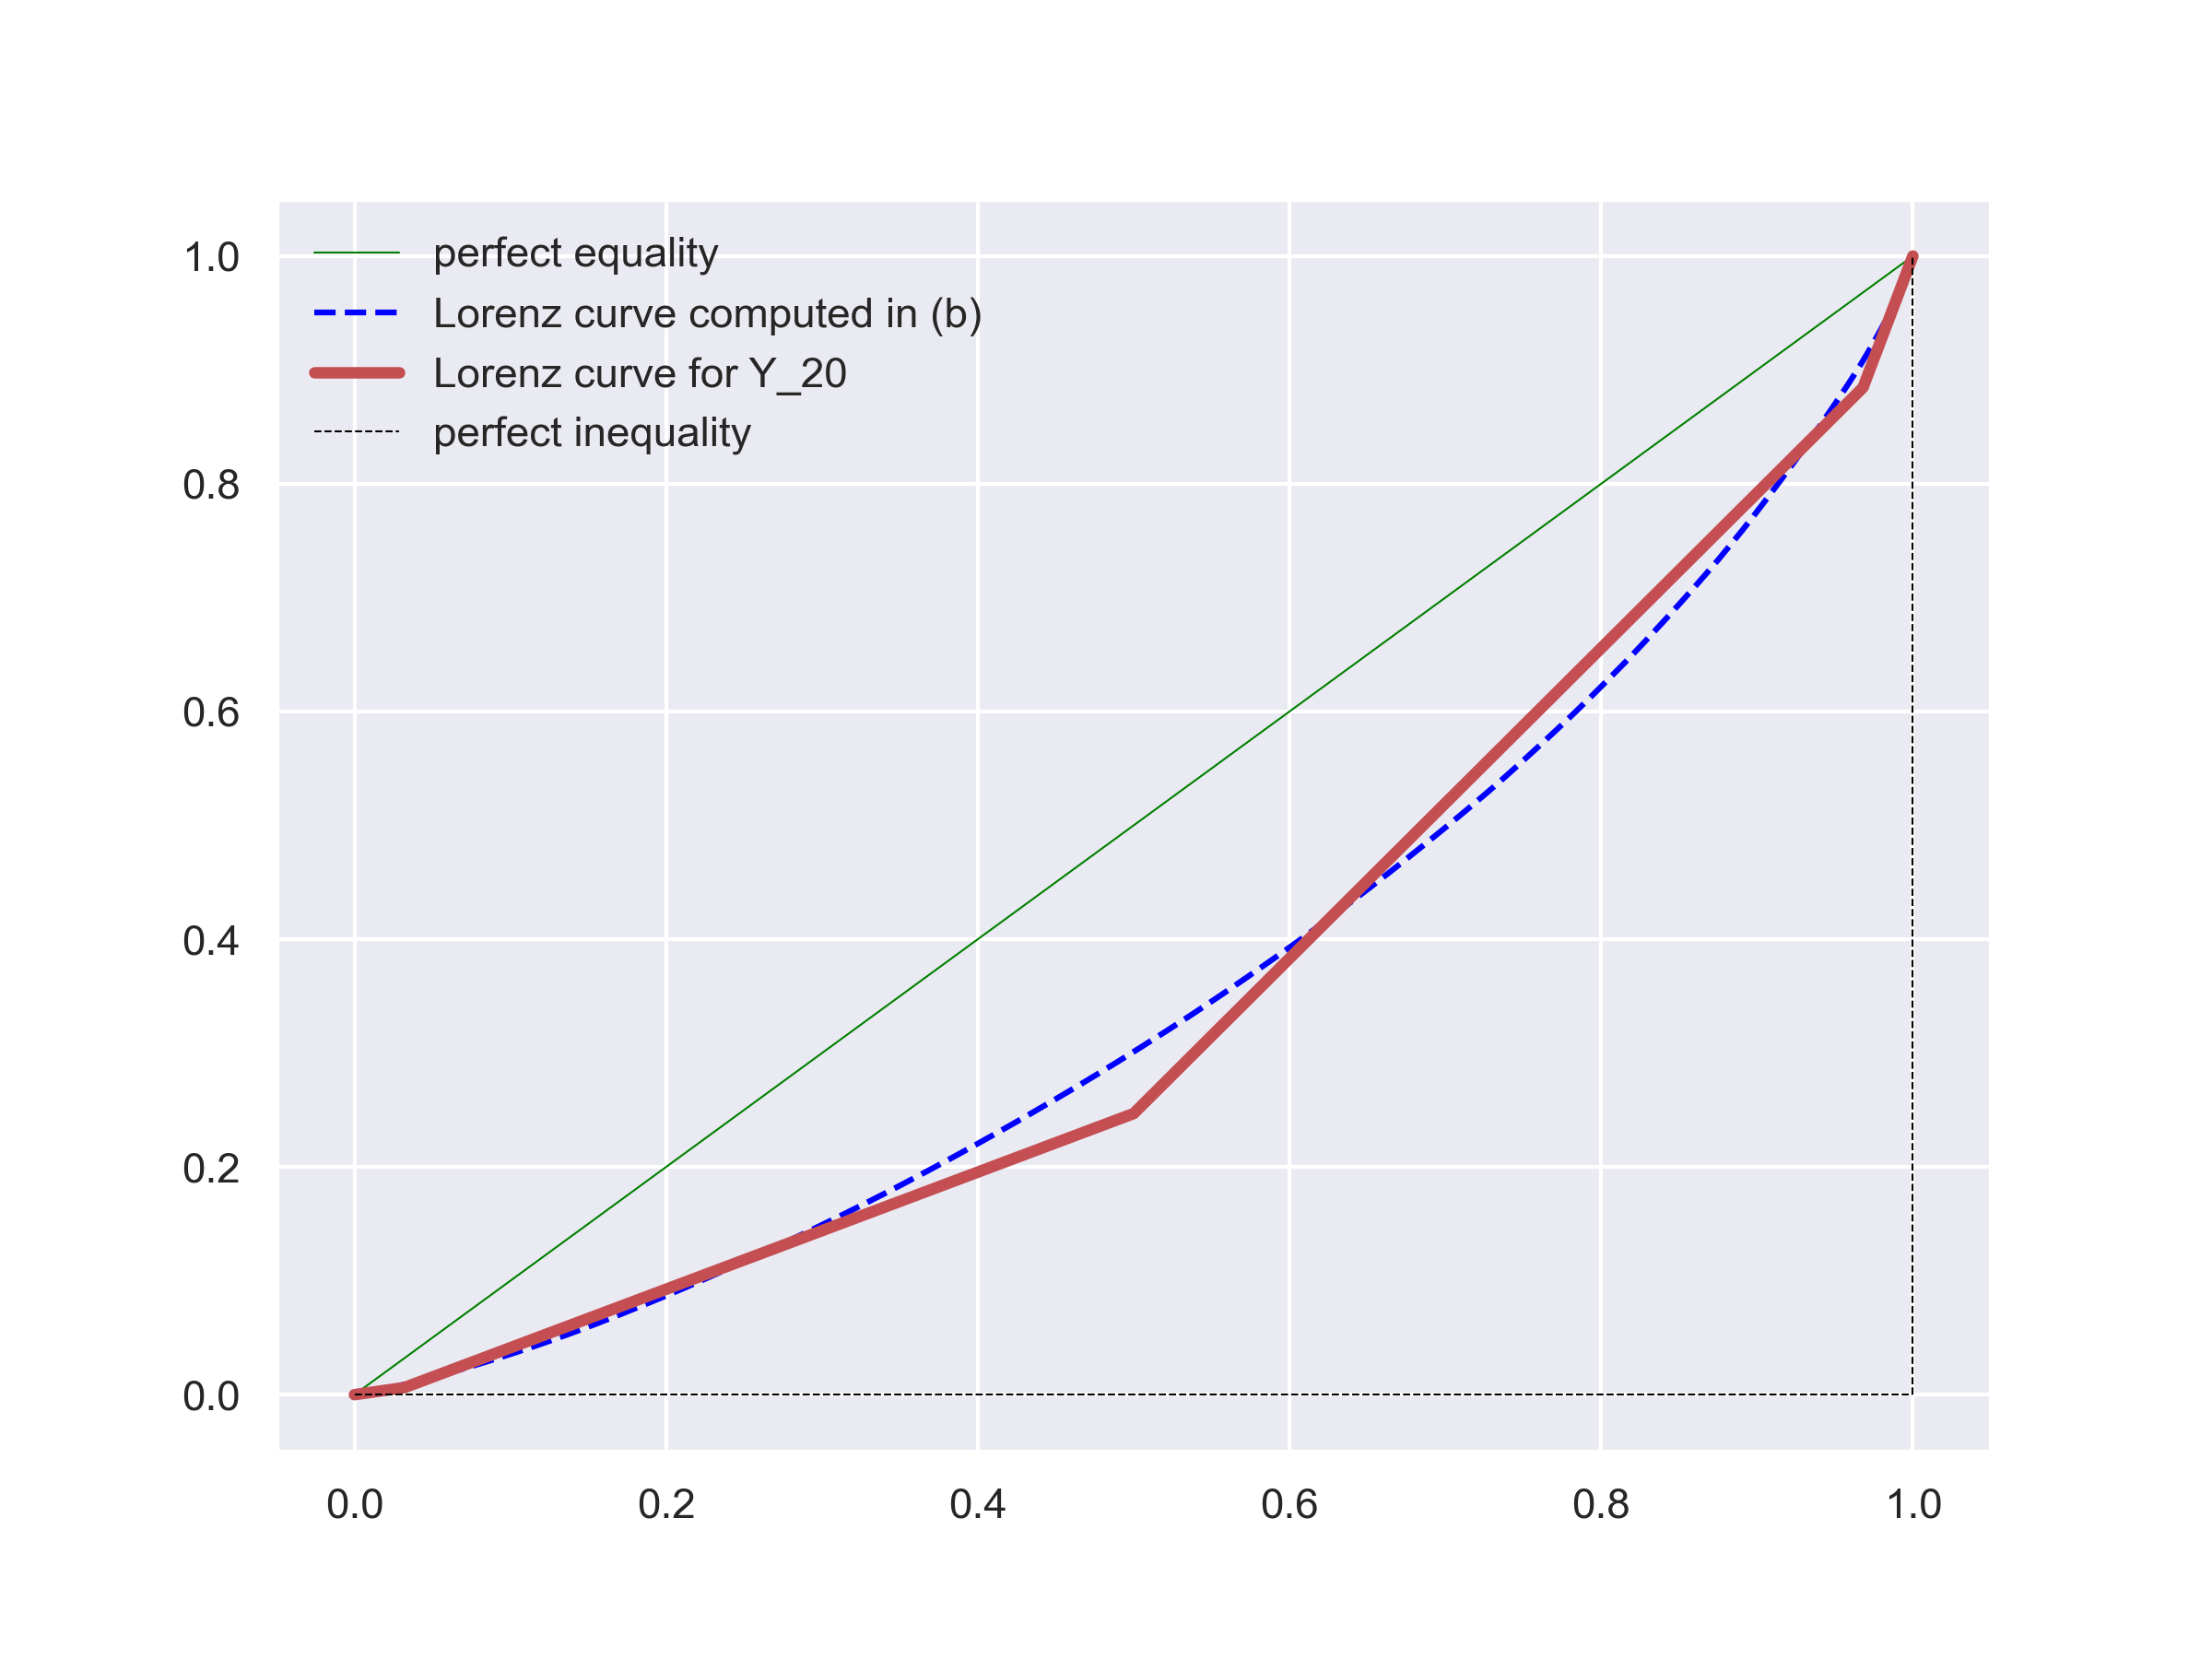 perfect equality
Lorenz curve computed in (b)
Lorenz curve for Y_20
perfect inequality
1.0
0.8
0.6
0.4
0.2
0.0
0.0 0.2 0.4 0.6 0.8 1.0